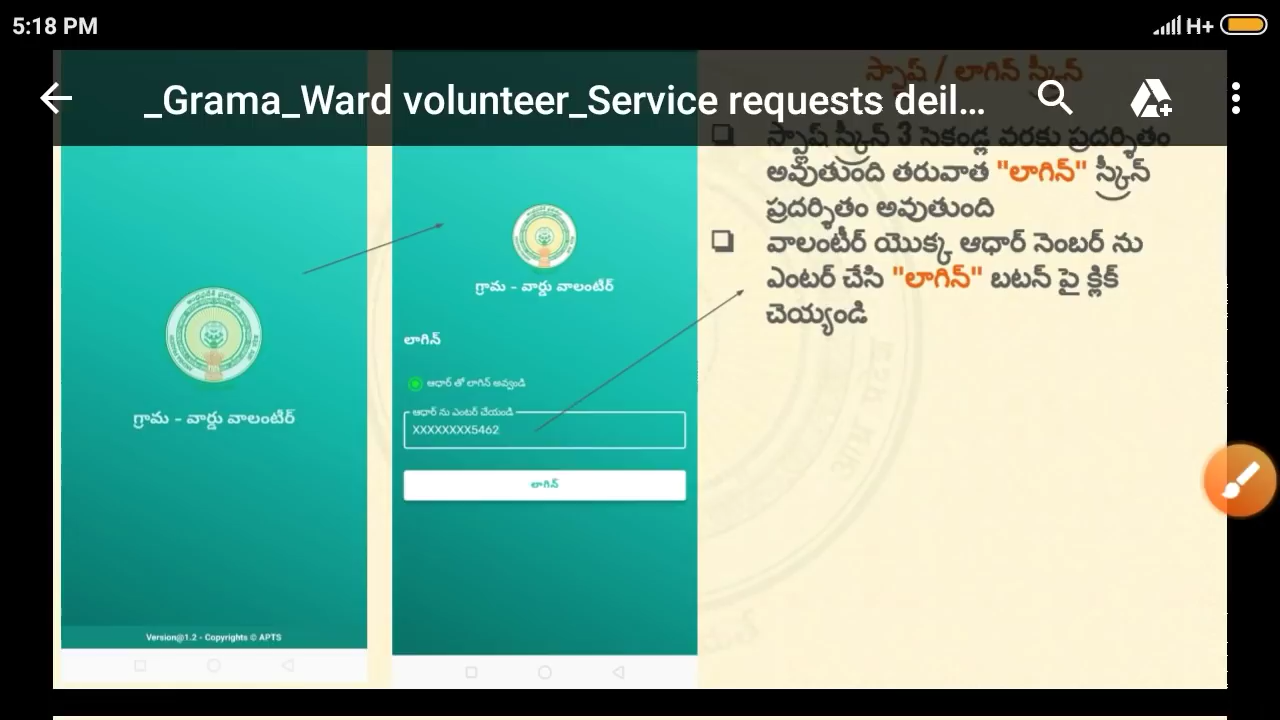 5:18 PM
H+
_Grama_Ward volunteer_Service requests deil...
స్ప్లాష్ / లాగిన్ స్క్రీన్
స్ప్లాష్ స్క్రీన్ 3 సెకండ్ల వరకు ప్రదర్శితం
అవుతుంది తరువాత "లాగిన్" స్క్రీన్
ప్రదర్శితం అవుతుంది
వాలంటీర్ యొక్క ఆధార్ నెంబర్ ను
ఎంటర్ చేసి "లాగిన్" బటన్ పై క్లిక్
చెయ్యండి
గ్రామ - వార్డు వాలంటీర్
Version@1.2 - Copyrights © APTS
గ్రామ - వార్డు వాలంటీర్
లాగిన్
ఆధార్ తో లాగిన్ అవ్వండి
ఆధార్ ను ఎంటర్ చేయండి
XXXXXXXX5462
లాగిన్